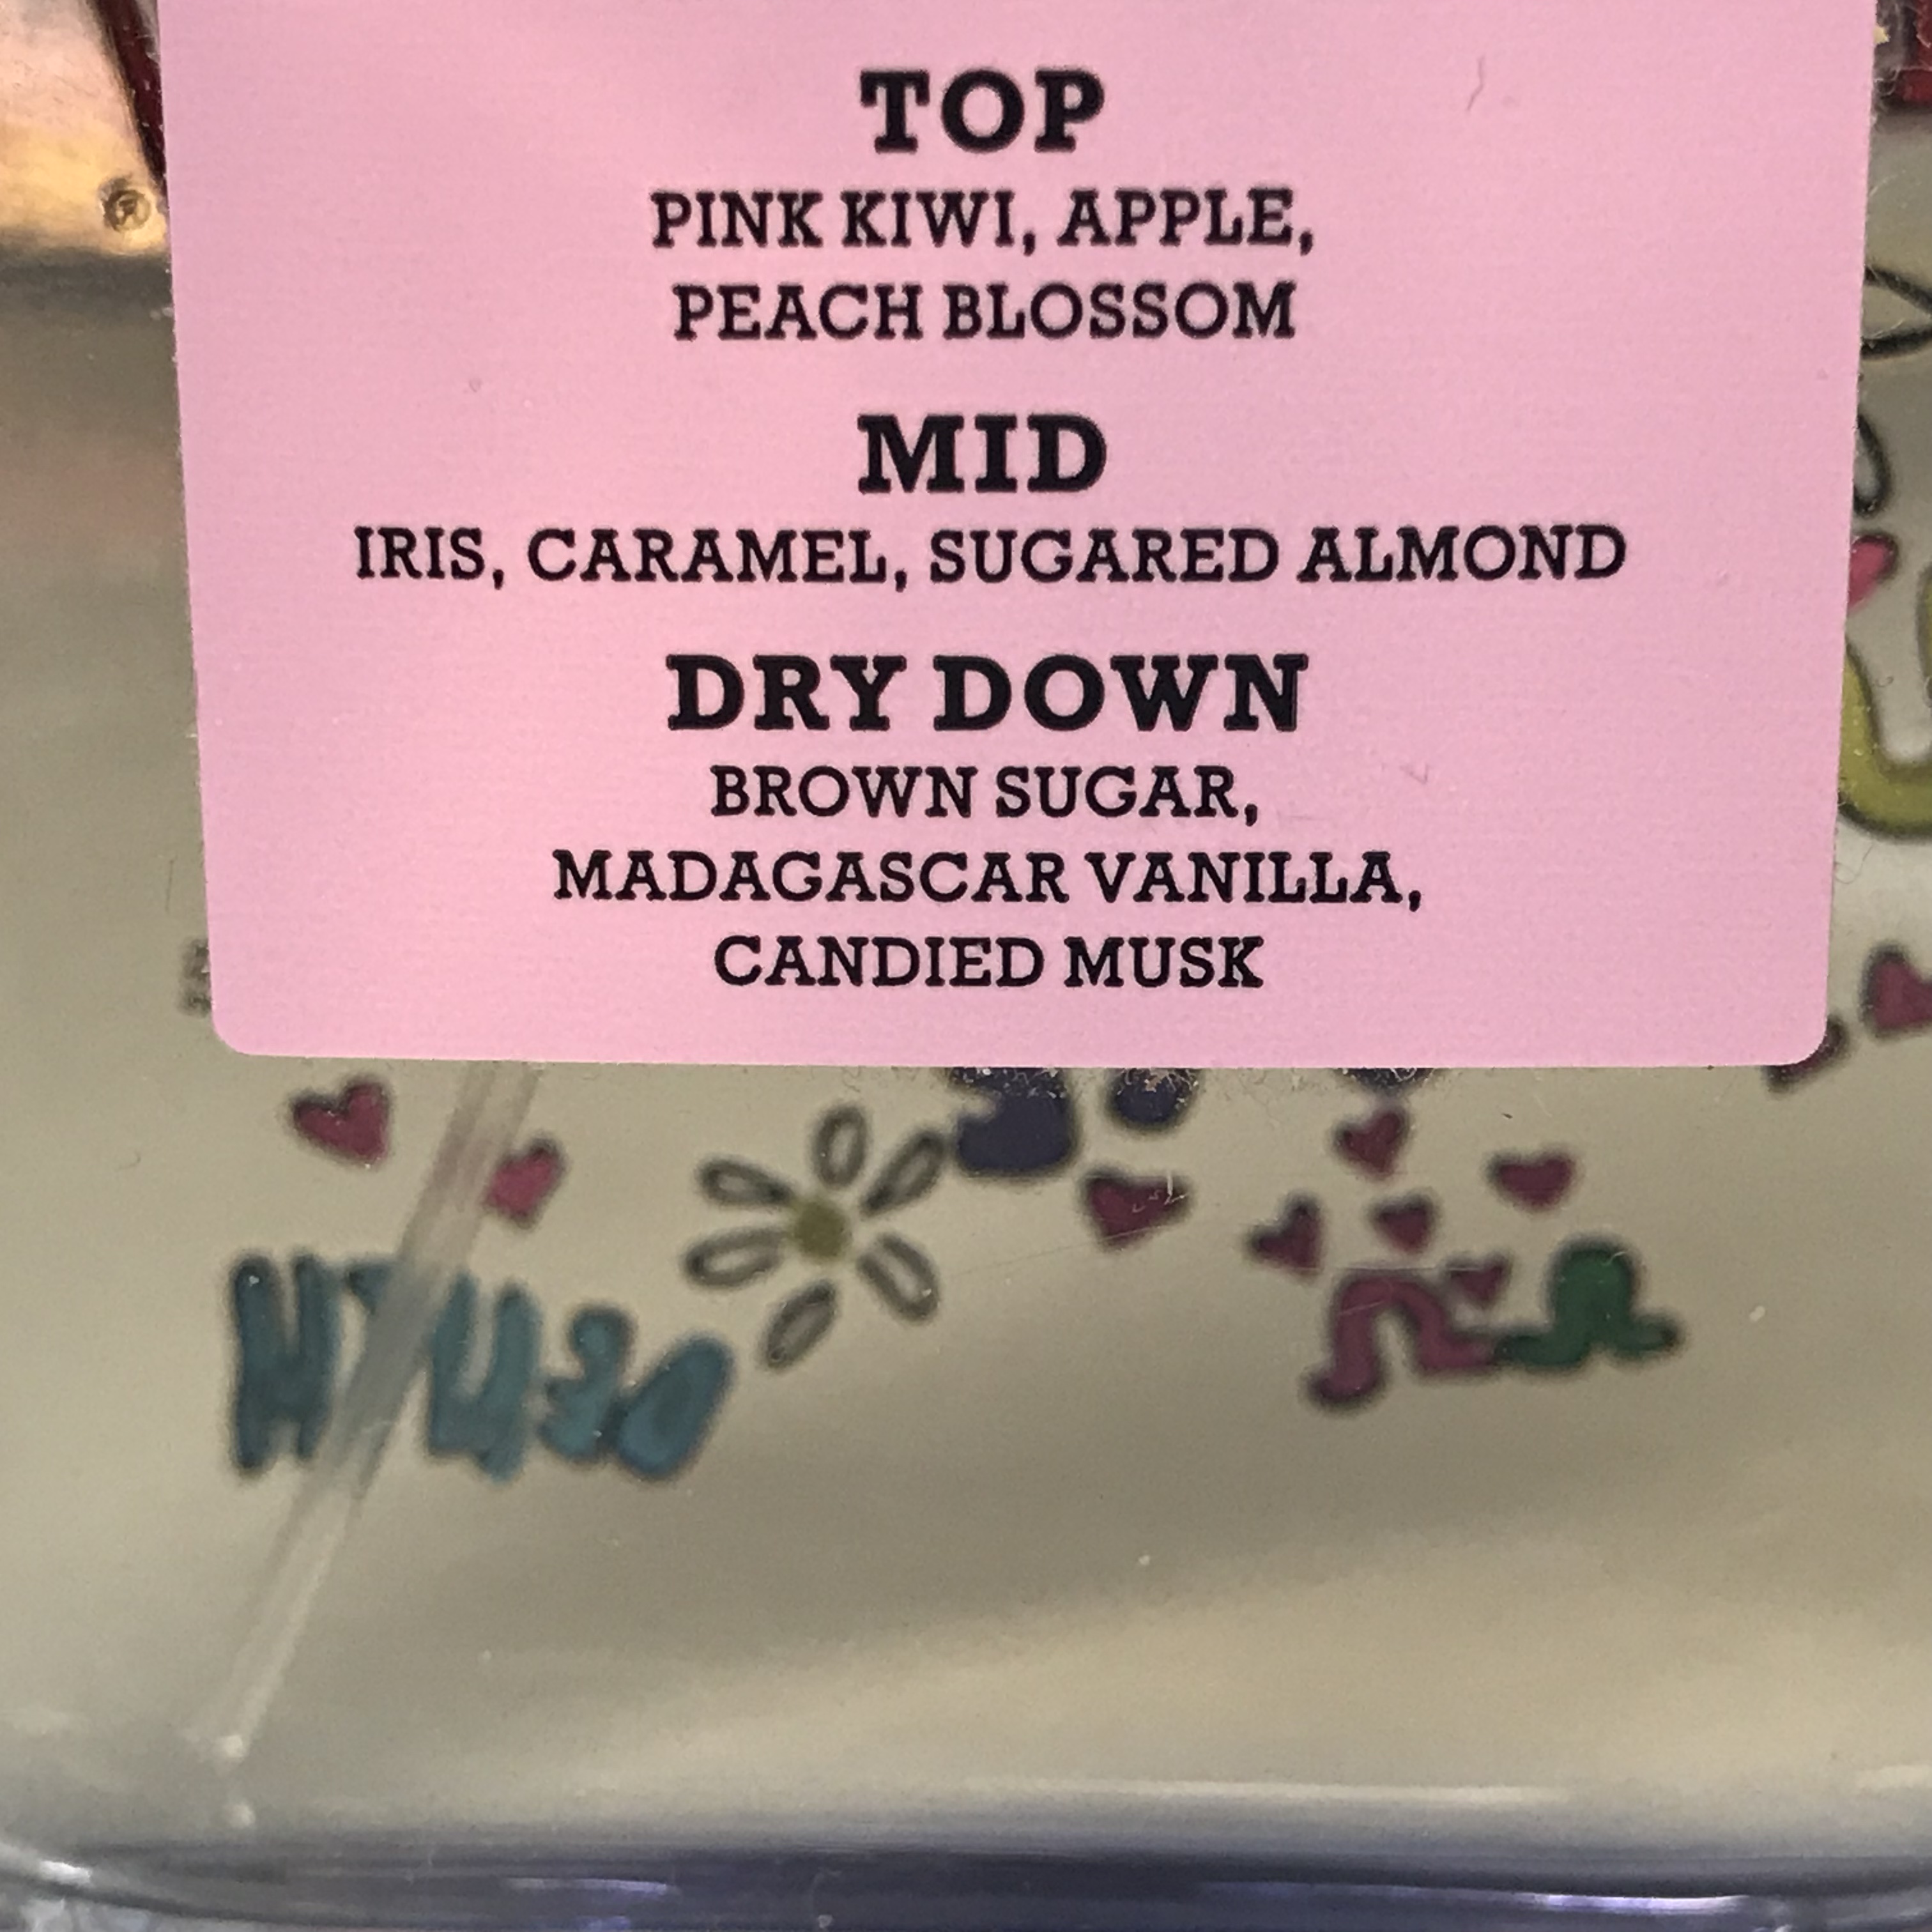 TOP
PINK KIWI, APPLE,
PEACH BLOSSOM
MID
IRIS, CARAMEL, SUGARED ALMOND
DRY DOWN
BROWN SUGAR,
MADAGASCAR VANILLA,
CANDIED MUSK